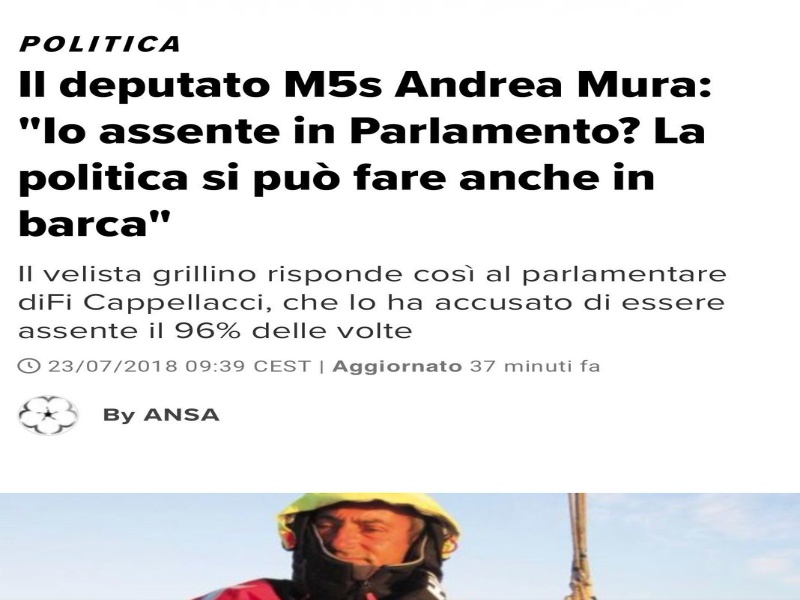 POLITICA
Il deputato M5s Andrea Mura:
"Io assente in Parlamento? La
politica si può fare anche in
barca"
Il velista grillino risponde così al parlamentare
diFi Cappellacci, che lo ha accusato di essere
assente il 96% delle volte
23/07/2018 09:39 CEST | Aggiornato 37 minuti fa
By ANSA